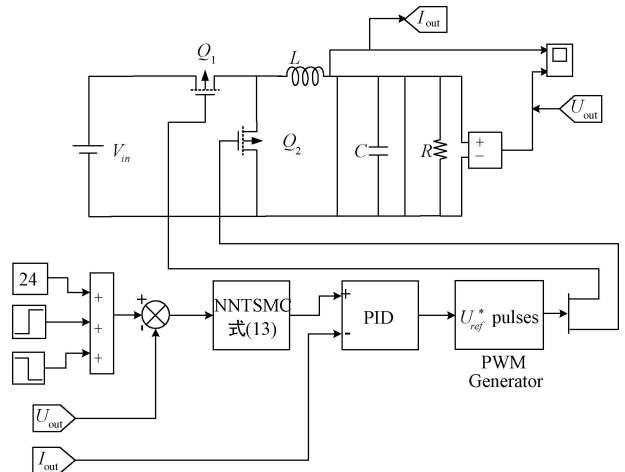 I_out
Q_1
L
U_out
V_in
Q_2
C
R
+
−
24
+
+
+
+
-
NNTSMC
式(13)
+
-
PID
U_ref^* pulses
PWM
Generator
U_out
I_out